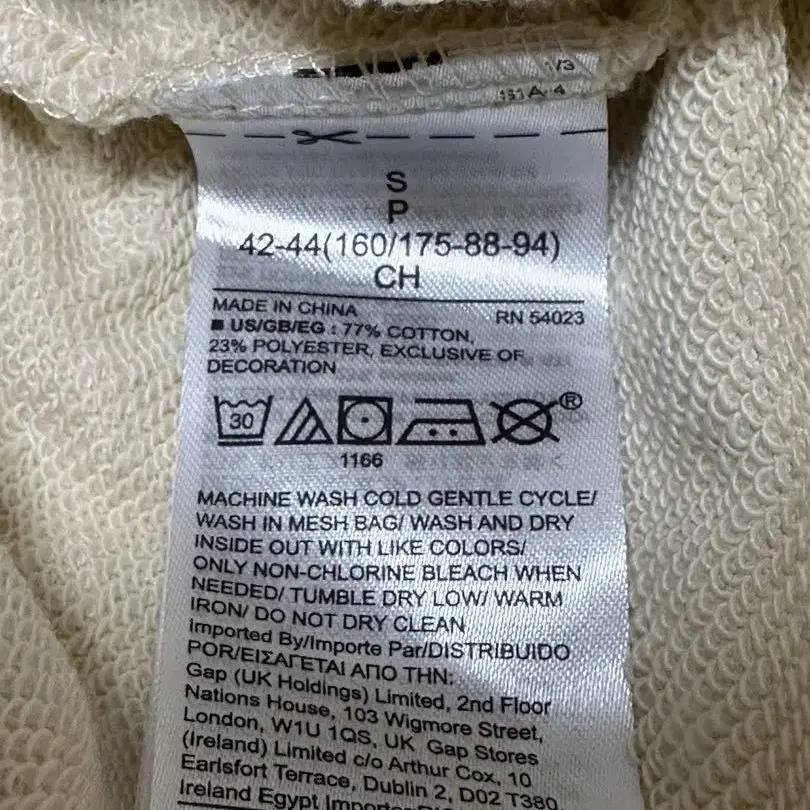 1/3
S
P
42-44(160/175-88-94)
CH
MADE IN CHINA RN 54023
US/GB/EG : 77% COTTON,
23% POLYESTER, EXCLUSIVE OF
DECORATION
30
®
1166
MACHINE WASH COLD GENTLE CYCLE/
WASH IN MESH BAG/ WASH AND DRY
INSIDE OUT WITH LIKE COLORS/
ONLY NON-CHLORINE BLEACH WHEN
NEEDED/ TUMBLE DRY LOW/ WARM
IRON/ DO NOT DRY CLEAN
Imported By/Importe Par/DISTRIBUIDO
POR/ΕΙΣΑΓΕΤΑΙ ΑΠΟ ΤΗΝ:
Gap (UK Holdings) Limited, 2nd Floor
Nations House, 103 Wigmore Street,
London, W1U 1QS, UK Gap Stores
(Ireland) Limited c/o Arthur Cox, 10
Earlsfort Terrace, Dublin 2, D02 T380,
Ireland Egypt